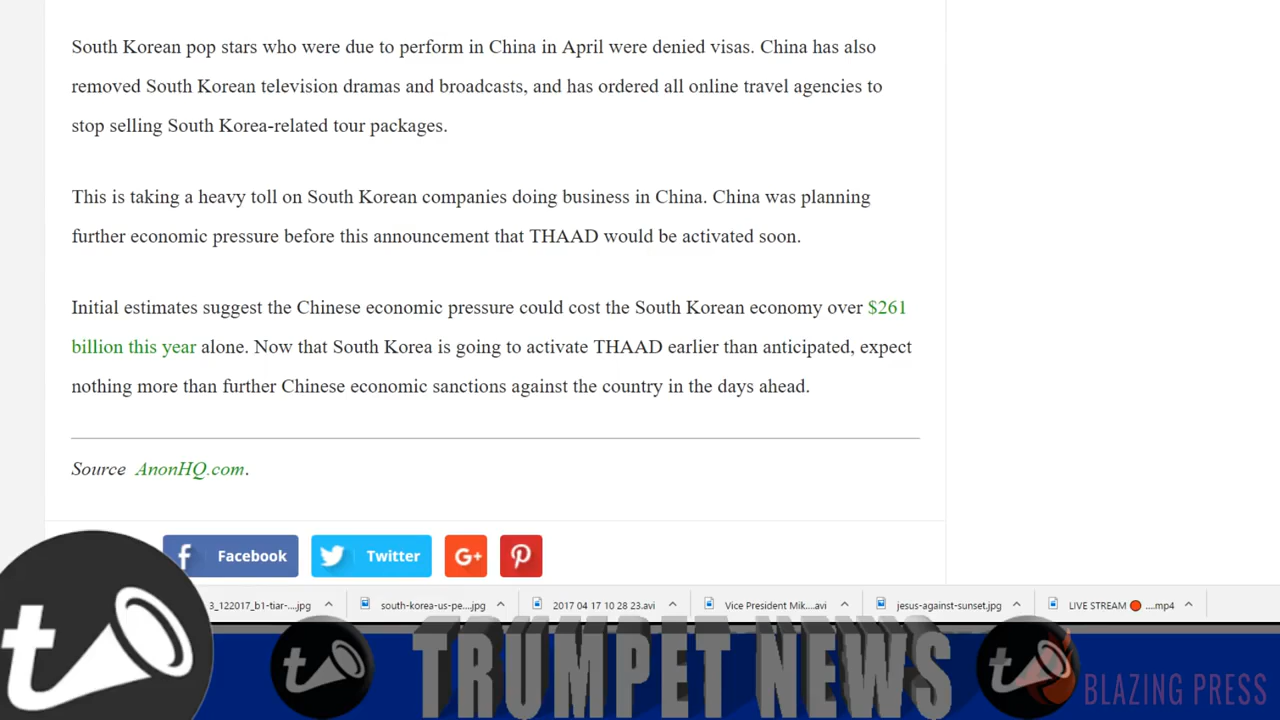 South Korean pop stars who were due to perform in China in April were denied visas. China has also
removed South Korean television dramas and broadcasts, and has ordered all online travel agencies to
stop selling South Korea-related tour packages.
This is taking a heavy toll on South Korean companies doing business in China. China was planning
further economic pressure before this announcement that THAAD would be activated soon.
Initial estimates suggest the Chinese economic pressure could cost the South Korean economy over $261
billion this year alone. Now that South Korea is going to activate THAAD earlier than anticipated, expect
nothing more than further Chinese economic sanctions against the country in the days ahead.
Source AnonHQ.com.
f Facebook Twitter G+
3_122017_b1-tiar-....jpg south-korea-us-pe....jpg 2017 04 17 10 28 23.avi Vice President Mik....avi jesus-against-sunset.jpg LIVE STREAM ....mp4
t t TRUMPET NEWS t BLAZING PRESS